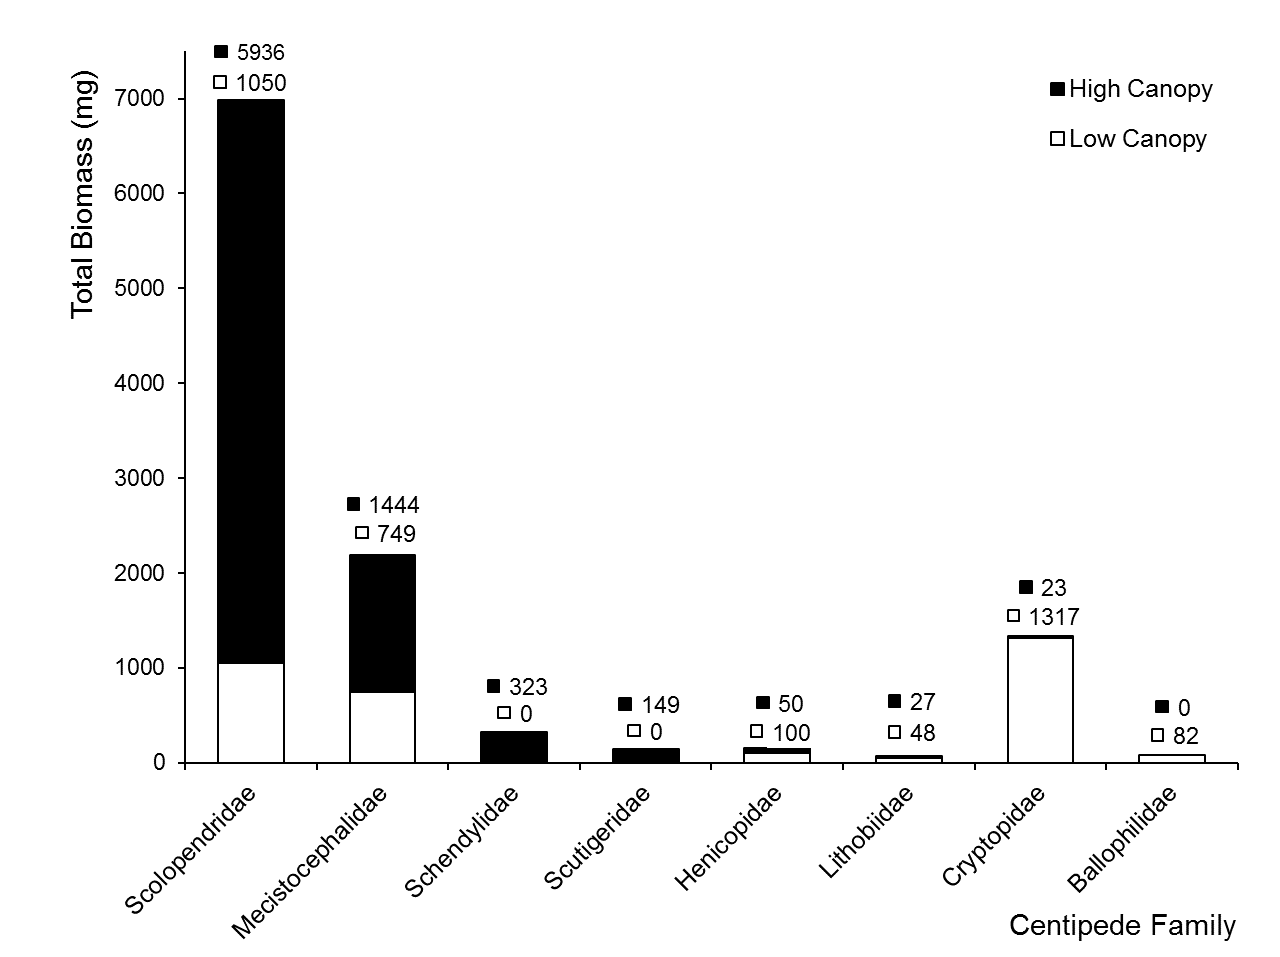 5936
1050
High Canopy
Low Canopy
Total Biomass (mg)
7000
6000
5000
4000
3000
2000
1000
0
1444
749
323
0
149
0
50
100
27
48
23
1317
0
82
Scolopendridae
Mecistocephalidae
Schendylidae
Scutigeridae
Henicopidae
Lithobiidae
Cryptopidae
Ballophilidae
Centipede Family